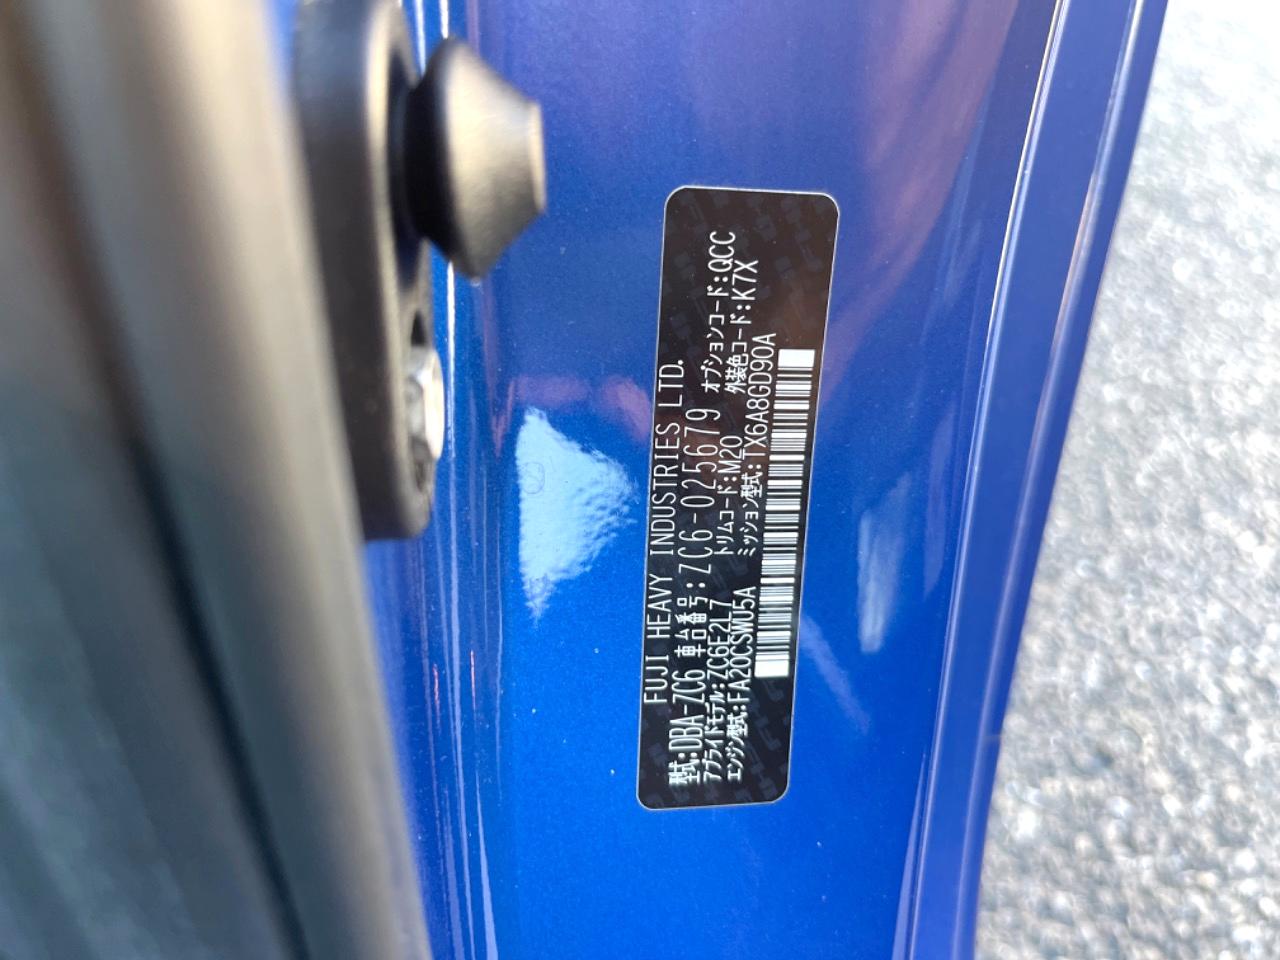 FUJI HEAVY INDUSTRIES LTD.
型式:DBA-ZC6 車台番号:ZC6-025679
アプライドモデル:ZC6E2L7 トリムコード:M20 オプションコード:QCC
エンジン型式:FA20CSWU5A ミッション型式:TX6A8GD90A 外装色コード:K7X